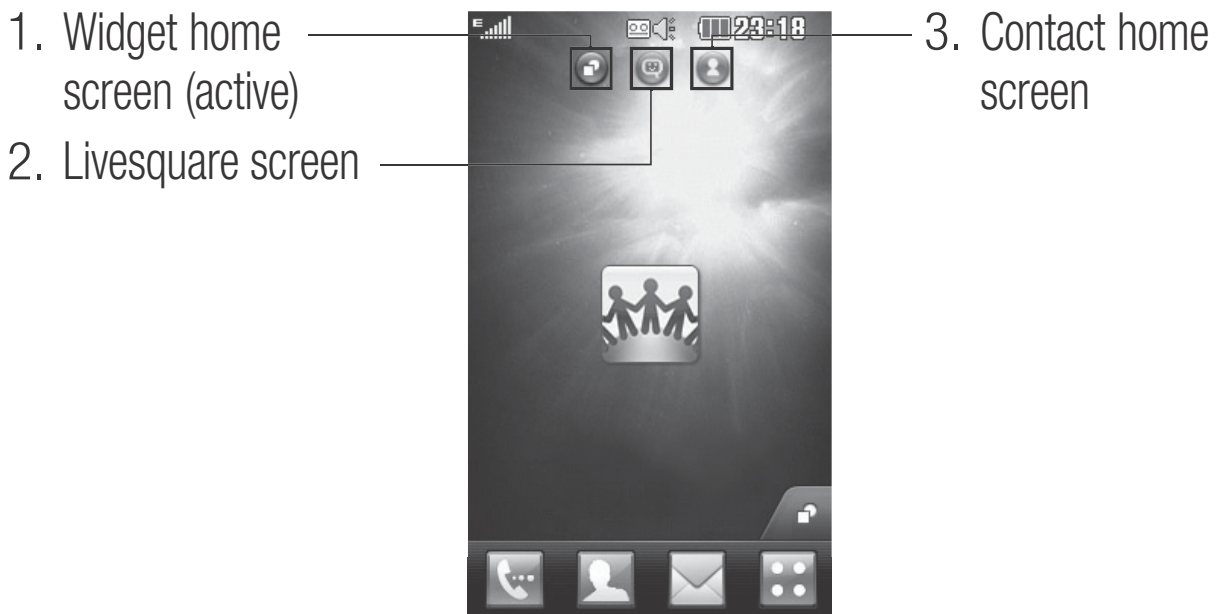 1. Widget home
screen (active)
2. Livesquare screen
E 23:18
3. Contact home
screen